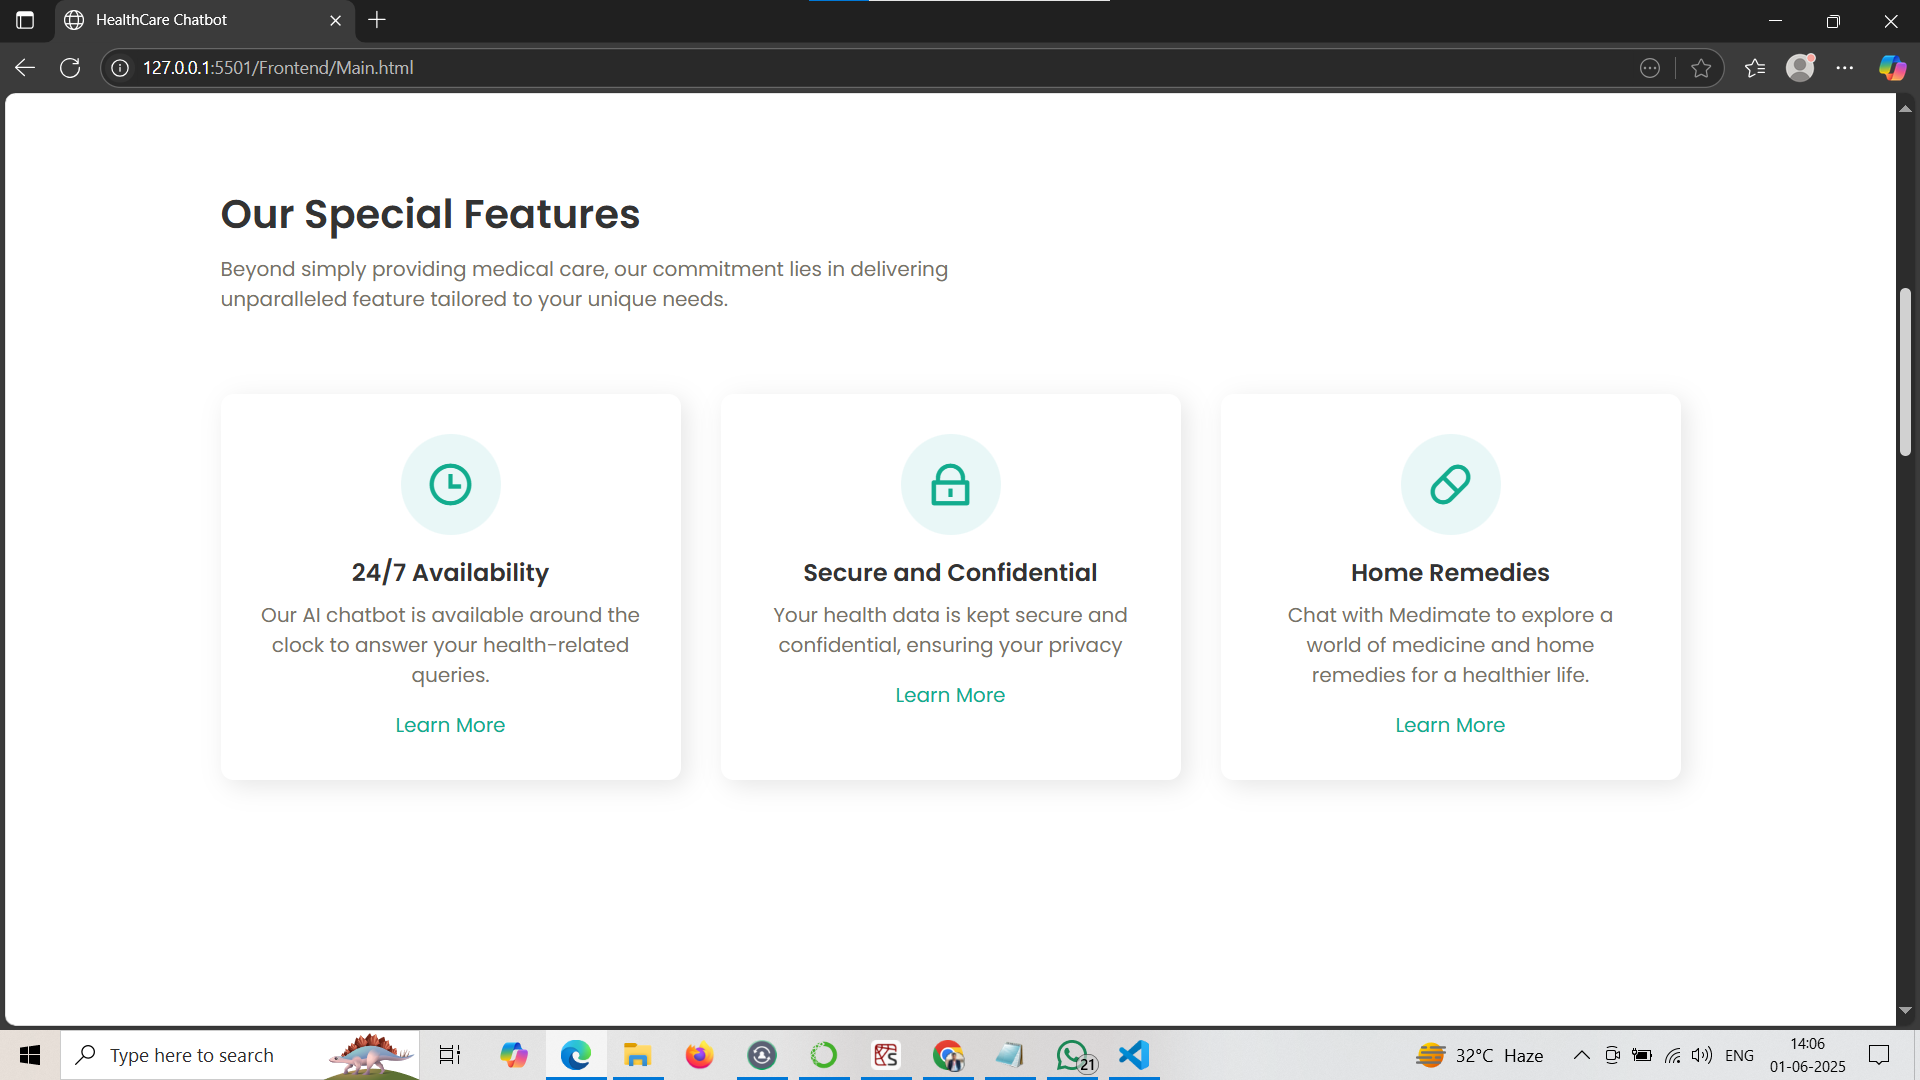 HealthCare Chatbot
127.0.0.1:5501/Frontend/Main.html
Our Special Features
Beyond simply providing medical care, our commitment lies in delivering
unparalleled feature tailored to your unique needs.
24/7 Availability
Our AI chatbot is available around the
clock to answer your health-related
queries.
Learn More
Secure and Confidential
Your health data is kept secure and
confidential, ensuring your privacy
Learn More
Home Remedies
Chat with Medimate to explore a
world of medicine and home
remedies for a healthier life.
Learn More
Type here to search
21
32°C Haze
ENG
14:06
01-06-2025